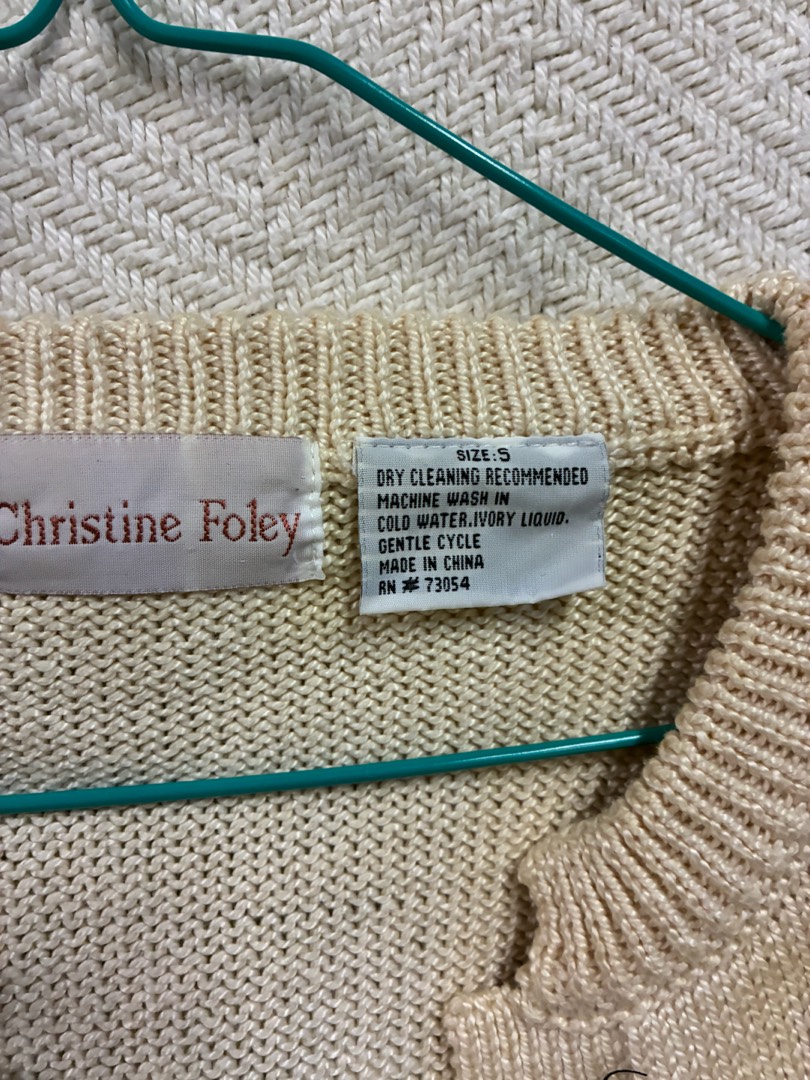 Christine Foley
SIZE:S
DRY CLEANING RECOMMENDED
MACHINE WASH IN
COLD WATER.IVORY LIQUID.
GENTLE CYCLE
MADE IN CHINA
RN # 73054